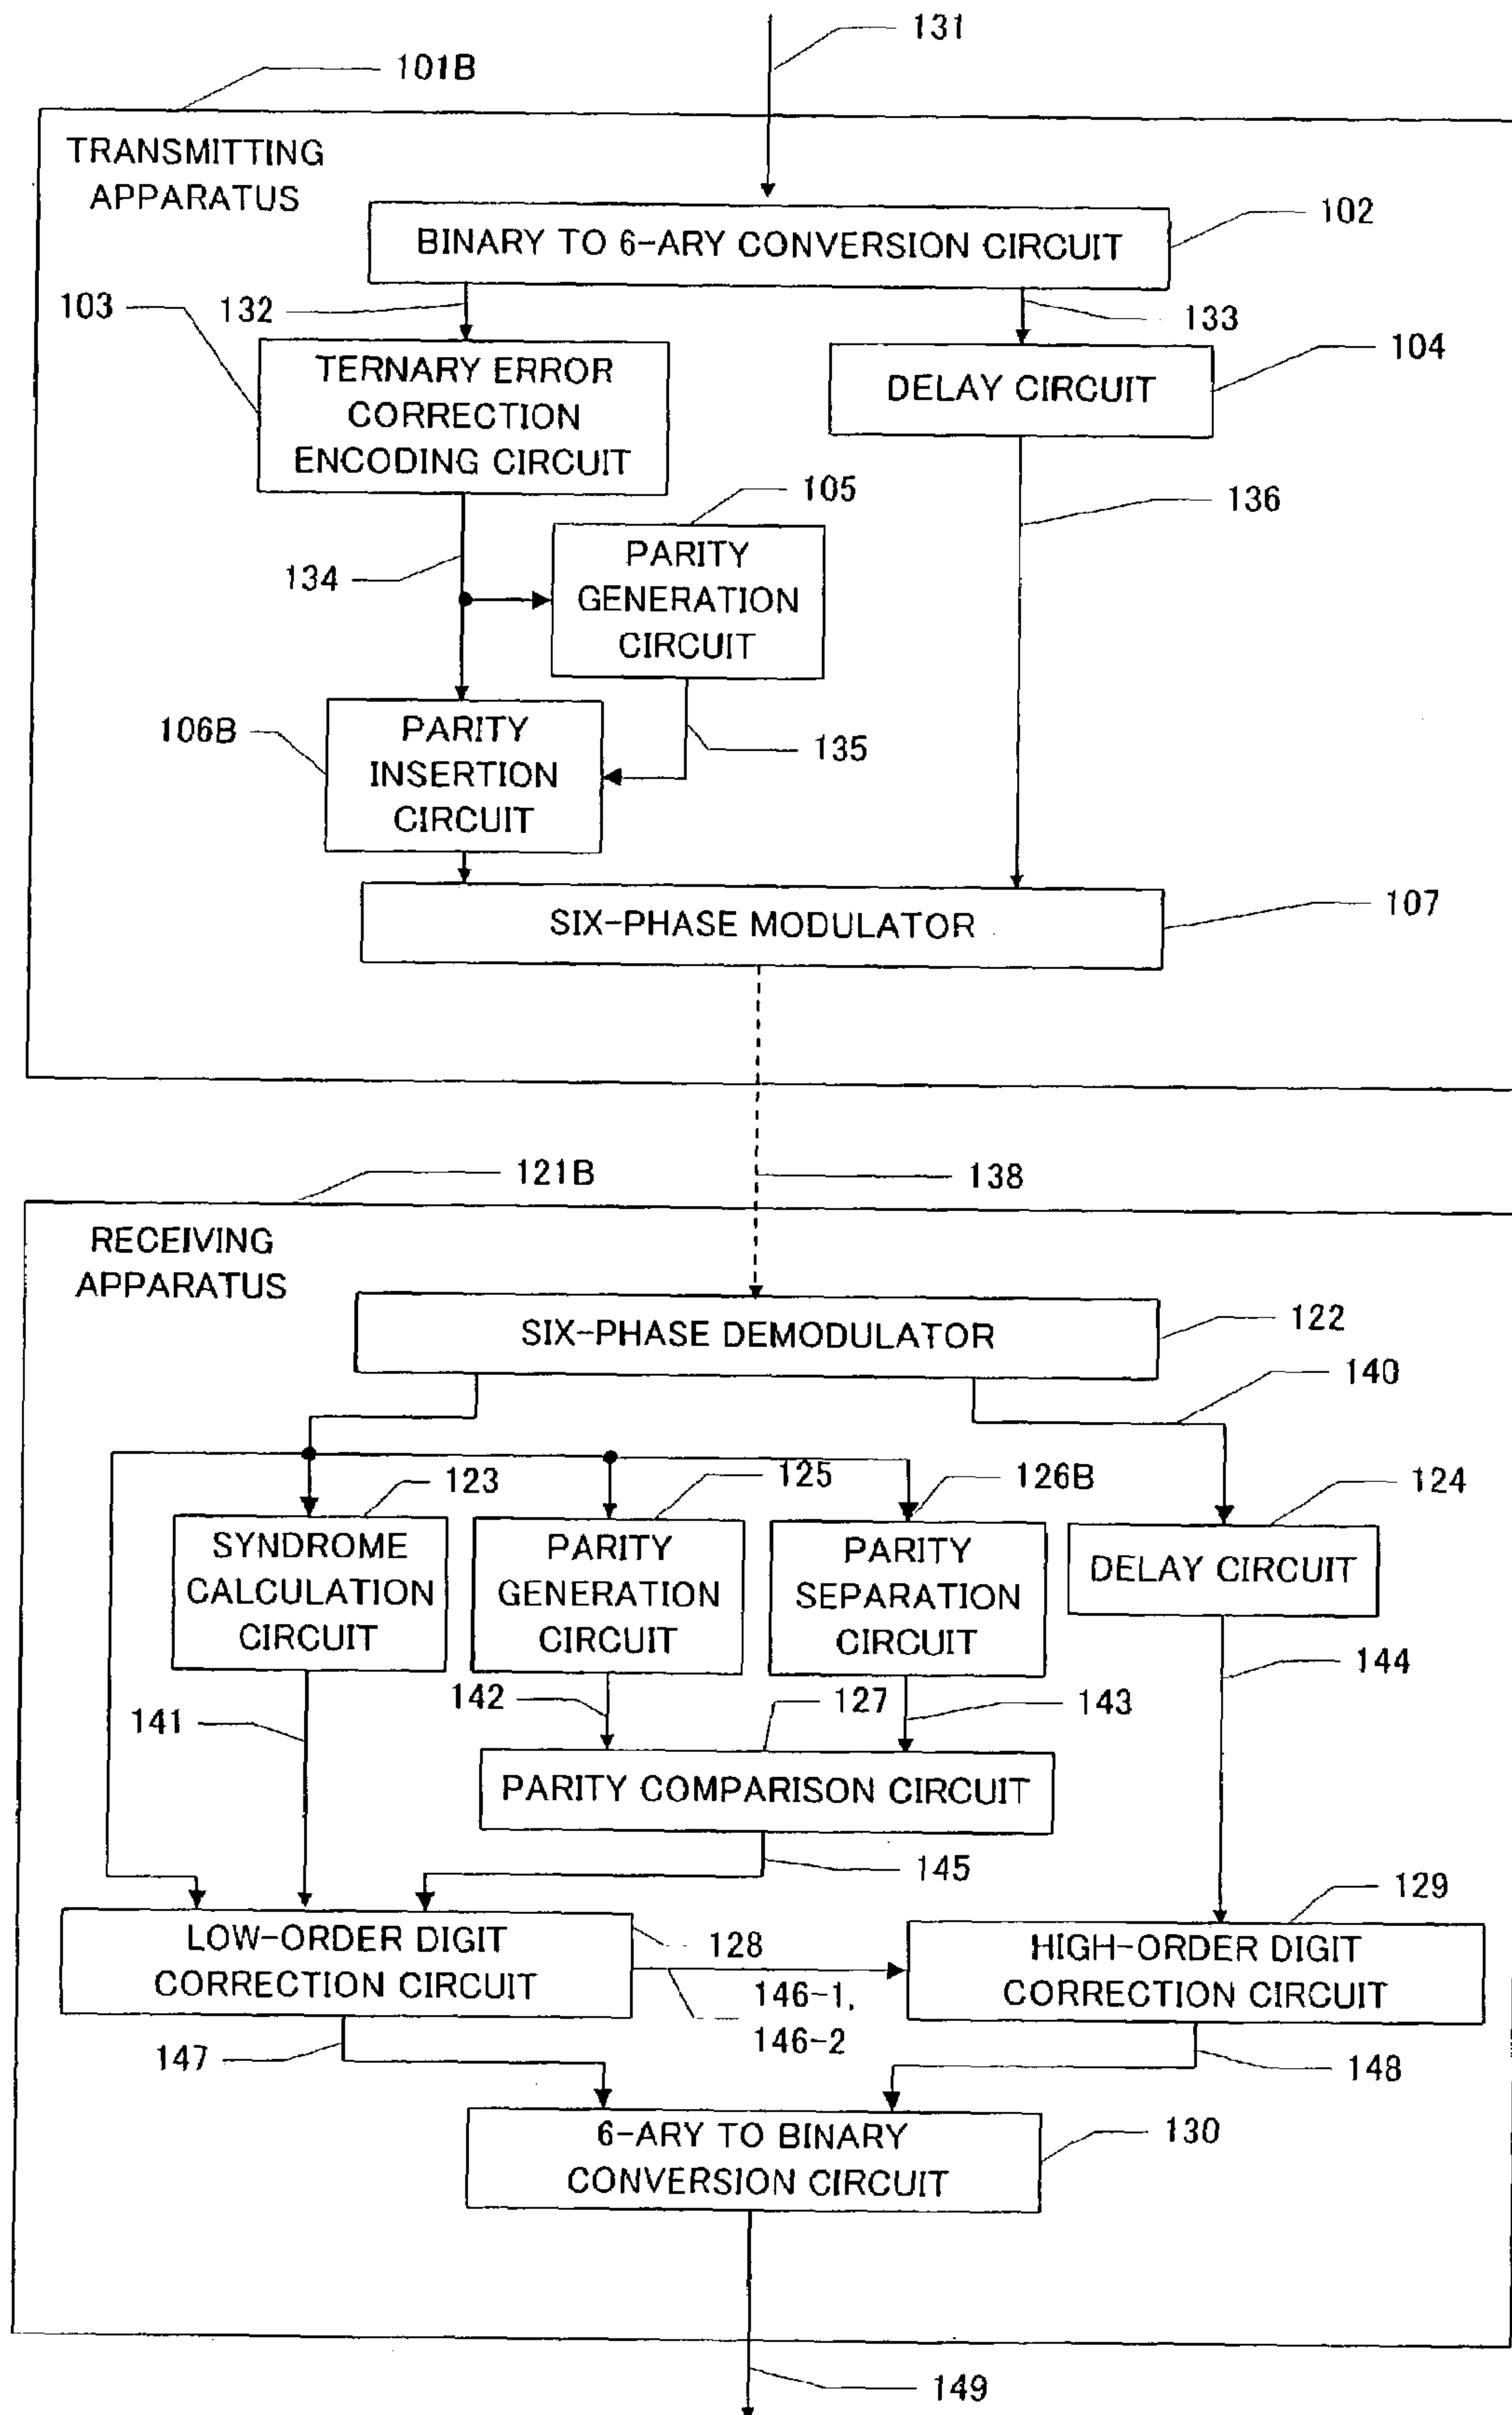 131
101B
TRANSMITTING
APPARATUS
102
BINARY TO 6-ARY CONVERSION CIRCUIT
103
132
133
104
TERNARY ERROR
CORRECTION
ENCODING CIRCUIT
DELAY CIRCUIT
105
136
134
PARITY
GENERATION
CIRCUIT
106B
PARITY
INSERTION
CIRCUIT
135
107
SIX-PHASE MODULATOR
138
121B
RECEIVING
APPARATUS
SIX-PHASE DEMODULATOR
122
140
123
125
126B
124
SYNDROME
CALCULATION
CIRCUIT
PARITY
GENERATION
CIRCUIT
PARITY
SEPARATION
CIRCUIT
DELAY CIRCUIT
141
142
127
143
144
PARITY COMPARISON CIRCUIT
145
129
LOW-ORDER DIGIT
CORRECTION CIRCUIT
128
146-1,
146-2
HIGH-ORDER DIGIT
CORRECTION CIRCUIT
147
148
6-ARY TO BINARY
CONVERSION CIRCUIT
130
149